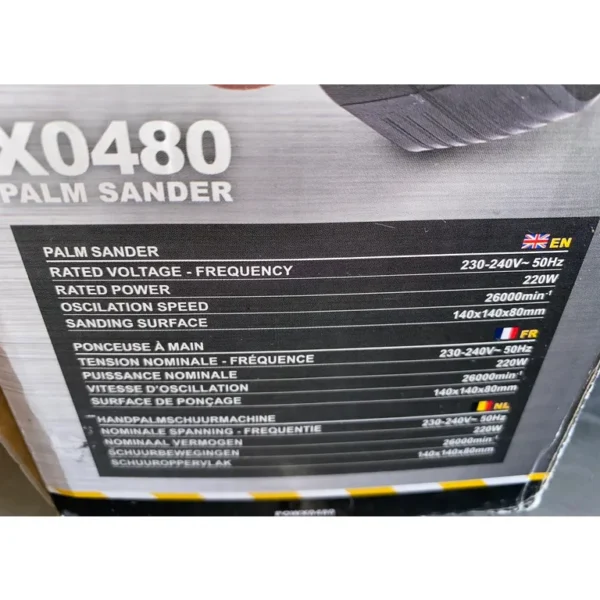 X0480
PALM SANDER
PALM SANDER EN
RATED VOLTAGE - FREQUENCY 230-240V~ 50Hz
RATED POWER 220W
OSCILATION SPEED 26000min⁻¹
SANDING SURFACE 140x140x80mm
PONCEUSE À MAIN FR
TENSION NOMINALE - FRÉQUENCE 230-240V~ 50Hz
PUISSANCE NOMINALE 220W
VITESSE D'OSCILLATION 26000min⁻¹
SURFACE DE PONÇAGE 140x140x80mm
HANDPALMSCHUURMACHINE NL
NOMINALE SPANNING - FREQUENTIE 230-240V~ 50Hz
NOMINAAL VERMOGEN 220W
SCHUURBEWEGINGEN 26000min⁻¹
SCHUUROPPERVLAK 140x140x80mm
POWX0480